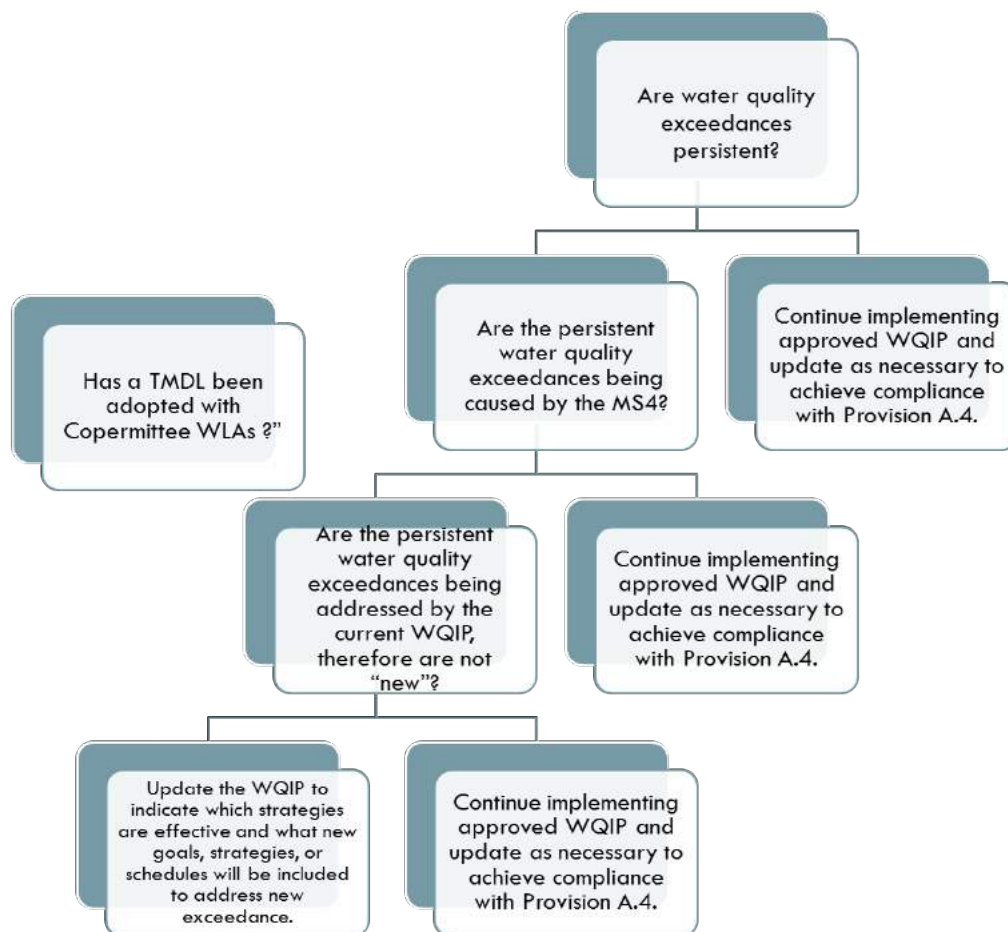 Are water quality
exceedances
persistent?
Are the persistent
water quality
exceedances being
caused by the MS4?
Continue implementing
approved WQIP and
update as necessary to
achieve compliance
with Provision A.4.
Has a TMDL been
adopted with
Copermittee WLAs ?”
Are the persistent
water quality
exceedances being
addressed by the
current WQIP,
therefore are not
“new”?
Continue implementing
approved WQIP and
update as necessary to
achieve compliance
with Provision A.4.
Update the WQIP to
indicate which strategies
are effective and what new
goals, strategies, or
schedules will be included
to address new
exceedance.
Continue implementing
approved WQIP and
update as necessary to
achieve compliance
with Provision A.4.